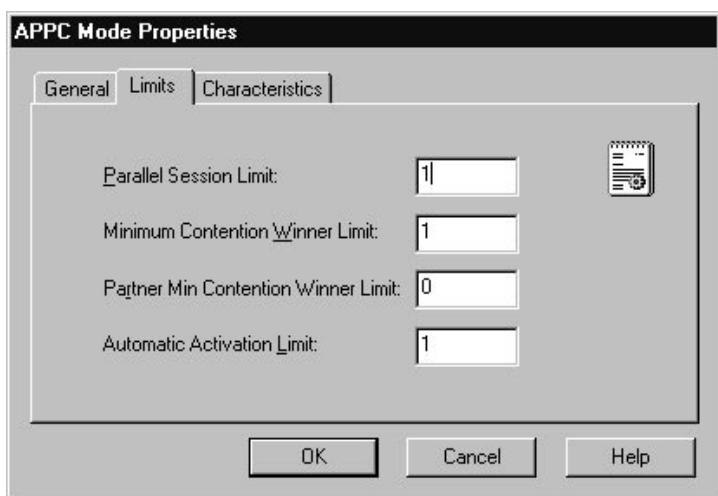 APPC Mode Properties
General Limits Characteristics
Parallel Session Limit: 1
Minimum Contention Winner Limit: 1
Partner Min Contention Winner Limit: 0
Automatic Activation Limit: 1
OK Cancel Help